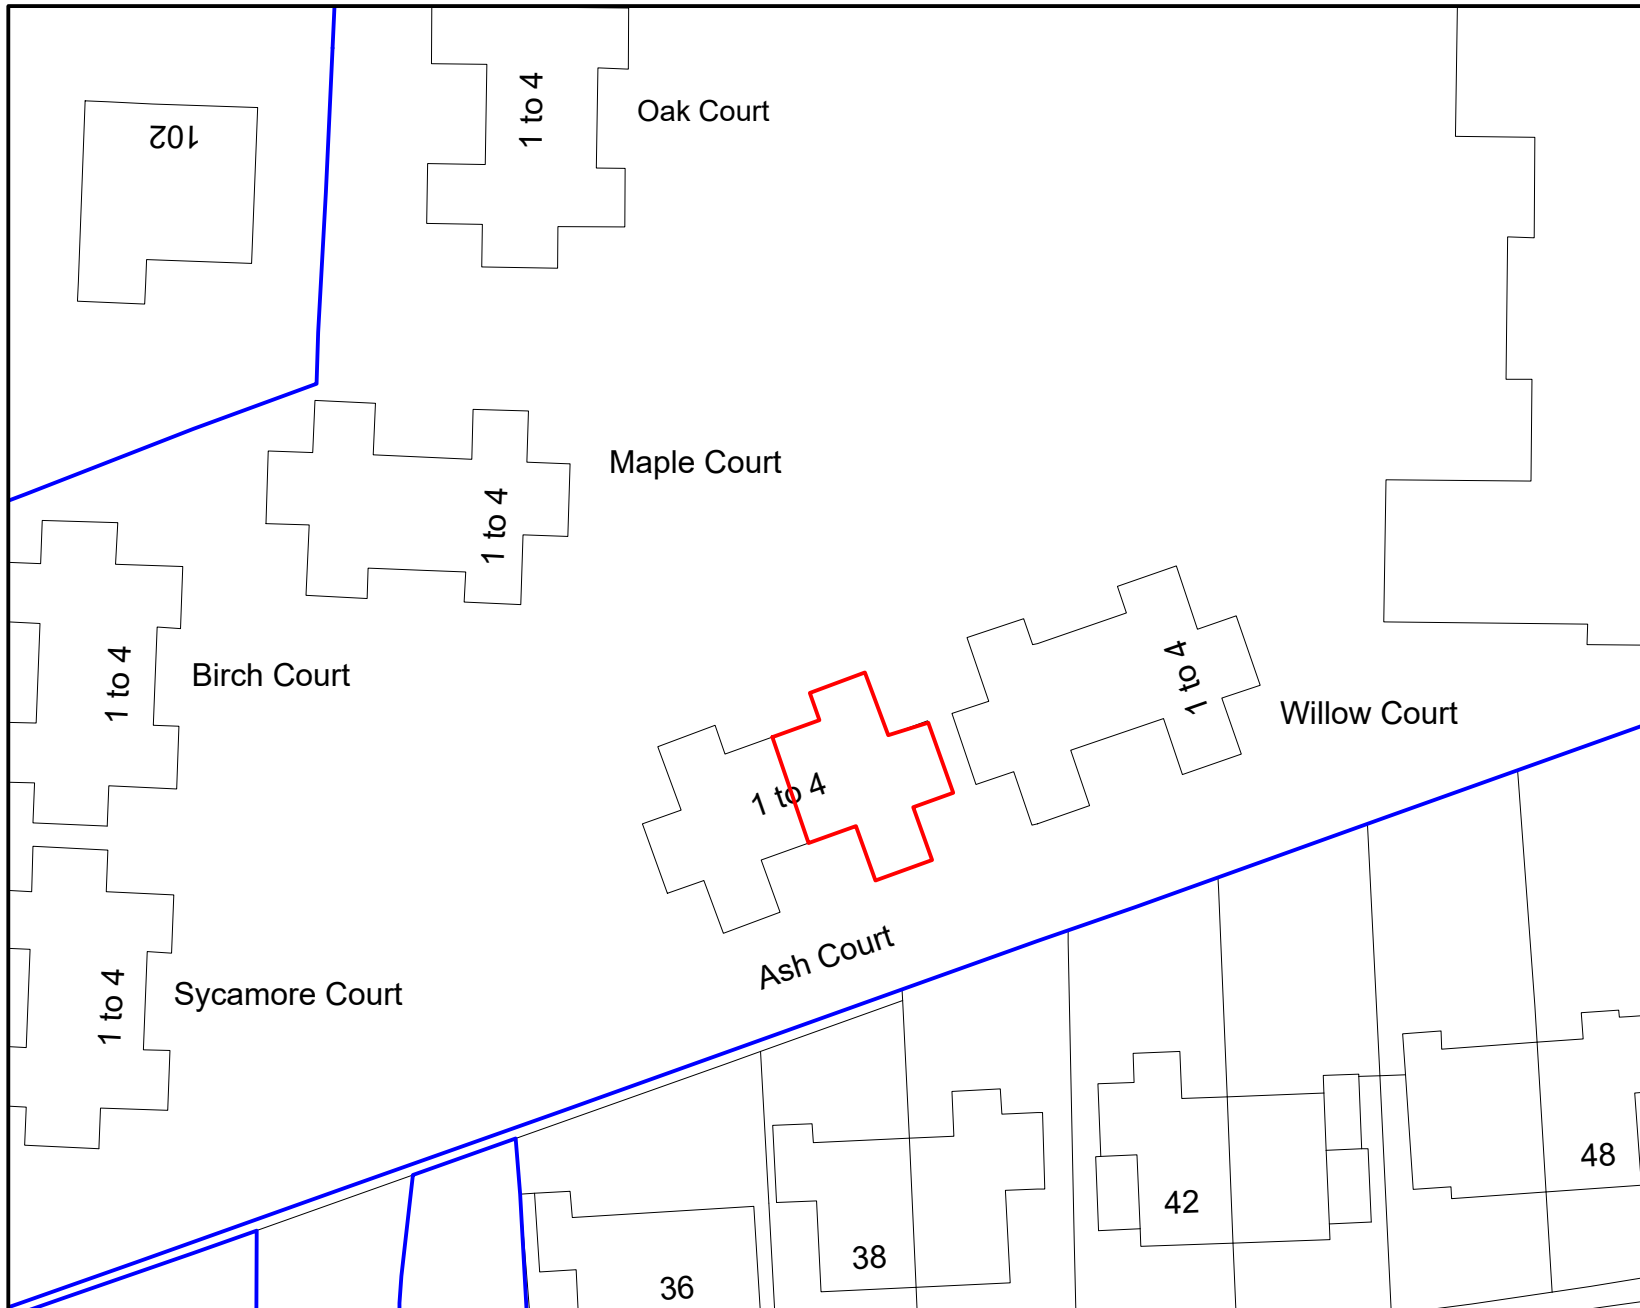 102
1 to 4
Oak Court
Maple Court
1 to 4
1 to 4
Birch Court
1 to 4
Willow Court
1 to 4
Ash Court
1 to 4
Sycamore Court
48
42
38
36